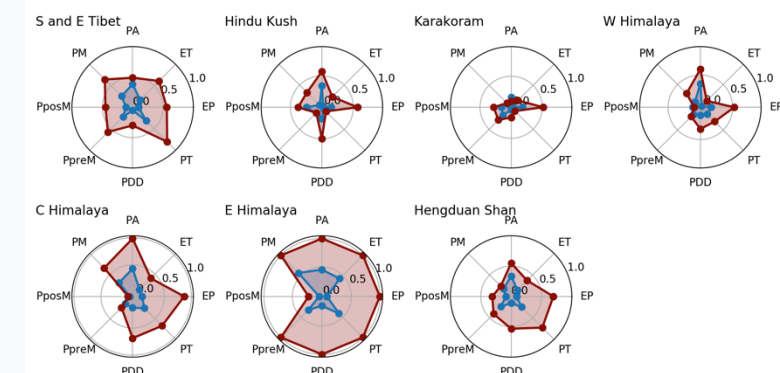 S and E Tibet
PA
PM
ET
1.0
0.5
0.0
PposM
EP
PpreM
PT
PDD
Hindu Kush
PA
PM
ET
1.0
0.5
0.0
PposM
EP
PpreM
PT
PDD
Karakoram
PA
PM
ET
1.0
0.5
0.0
PposM
EP
PpreM
PT
PDD
W Himalaya
PA
PM
ET
1.0
0.5
0.0
PposM
EP
PpreM
PT
PDD
C Himalaya
PA
PM
ET
1.0
0.5
0.0
PposM
EP
PpreM
PT
PDD
E Himalaya
PA
PM
ET
1.0
0.5
0.0
PposM
EP
PpreM
PT
PDD
Hengduan Shan
PA
PM
ET
1.0
0.5
0.0
PposM
EP
PpreM
PT
PDD